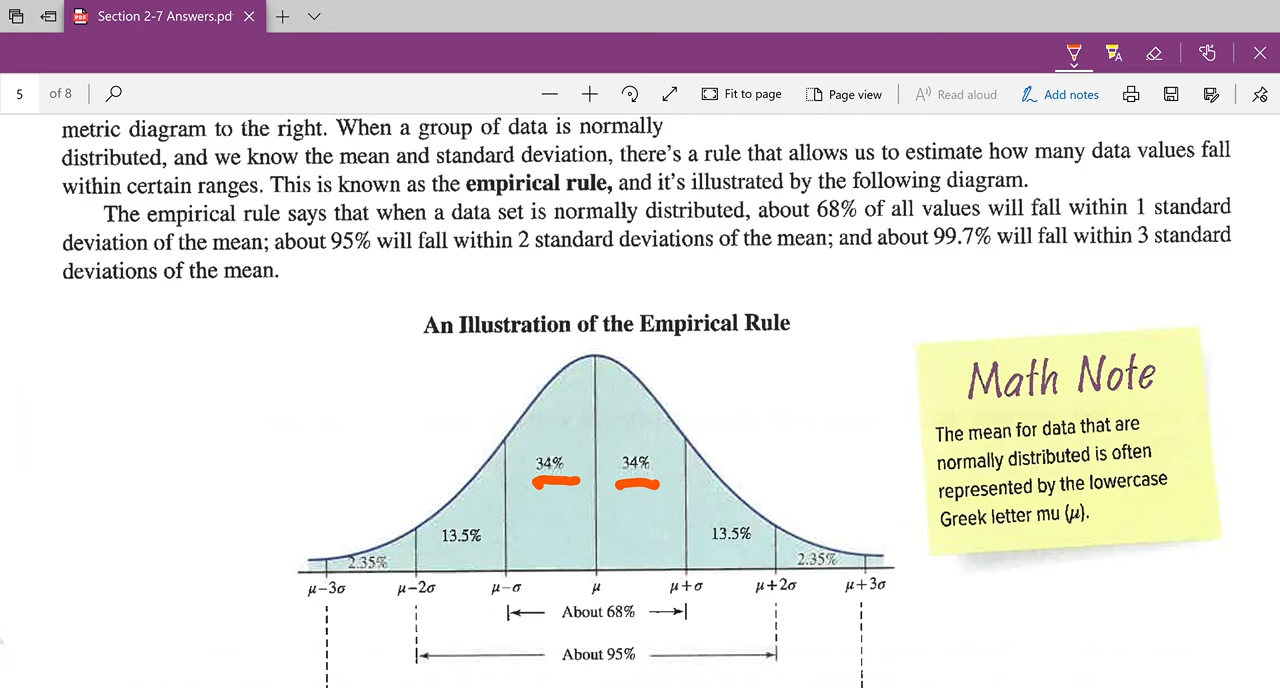 Section 2-7 Answers.pd
5 of 8 Fit to page Page view Read aloud Add notes
metric diagram to the right. When a group of data is normally
distributed, and we know the mean and standard deviation, there's a rule that allows us to estimate how many data values fall
within certain ranges. This is known as the empirical rule, and it's illustrated by the following diagram.
The empirical rule says that when a data set is normally distributed, about 68% of all values will fall within 1 standard
deviation of the mean; about 95% will fall within 2 standard deviations of the mean; and about 99.7% will fall within 3 standard
deviations of the mean.
An Illustration of the Empirical Rule
34% 34%
13.5% 13.5%
2.35% 2.35%
μ−3σ μ−2σ μ−σ μ μ+σ μ+2σ μ+3σ
About 68%
About 95%
Math Note
The mean for data that are
normally distributed is often
represented by the lowercase
Greek letter mu (μ).